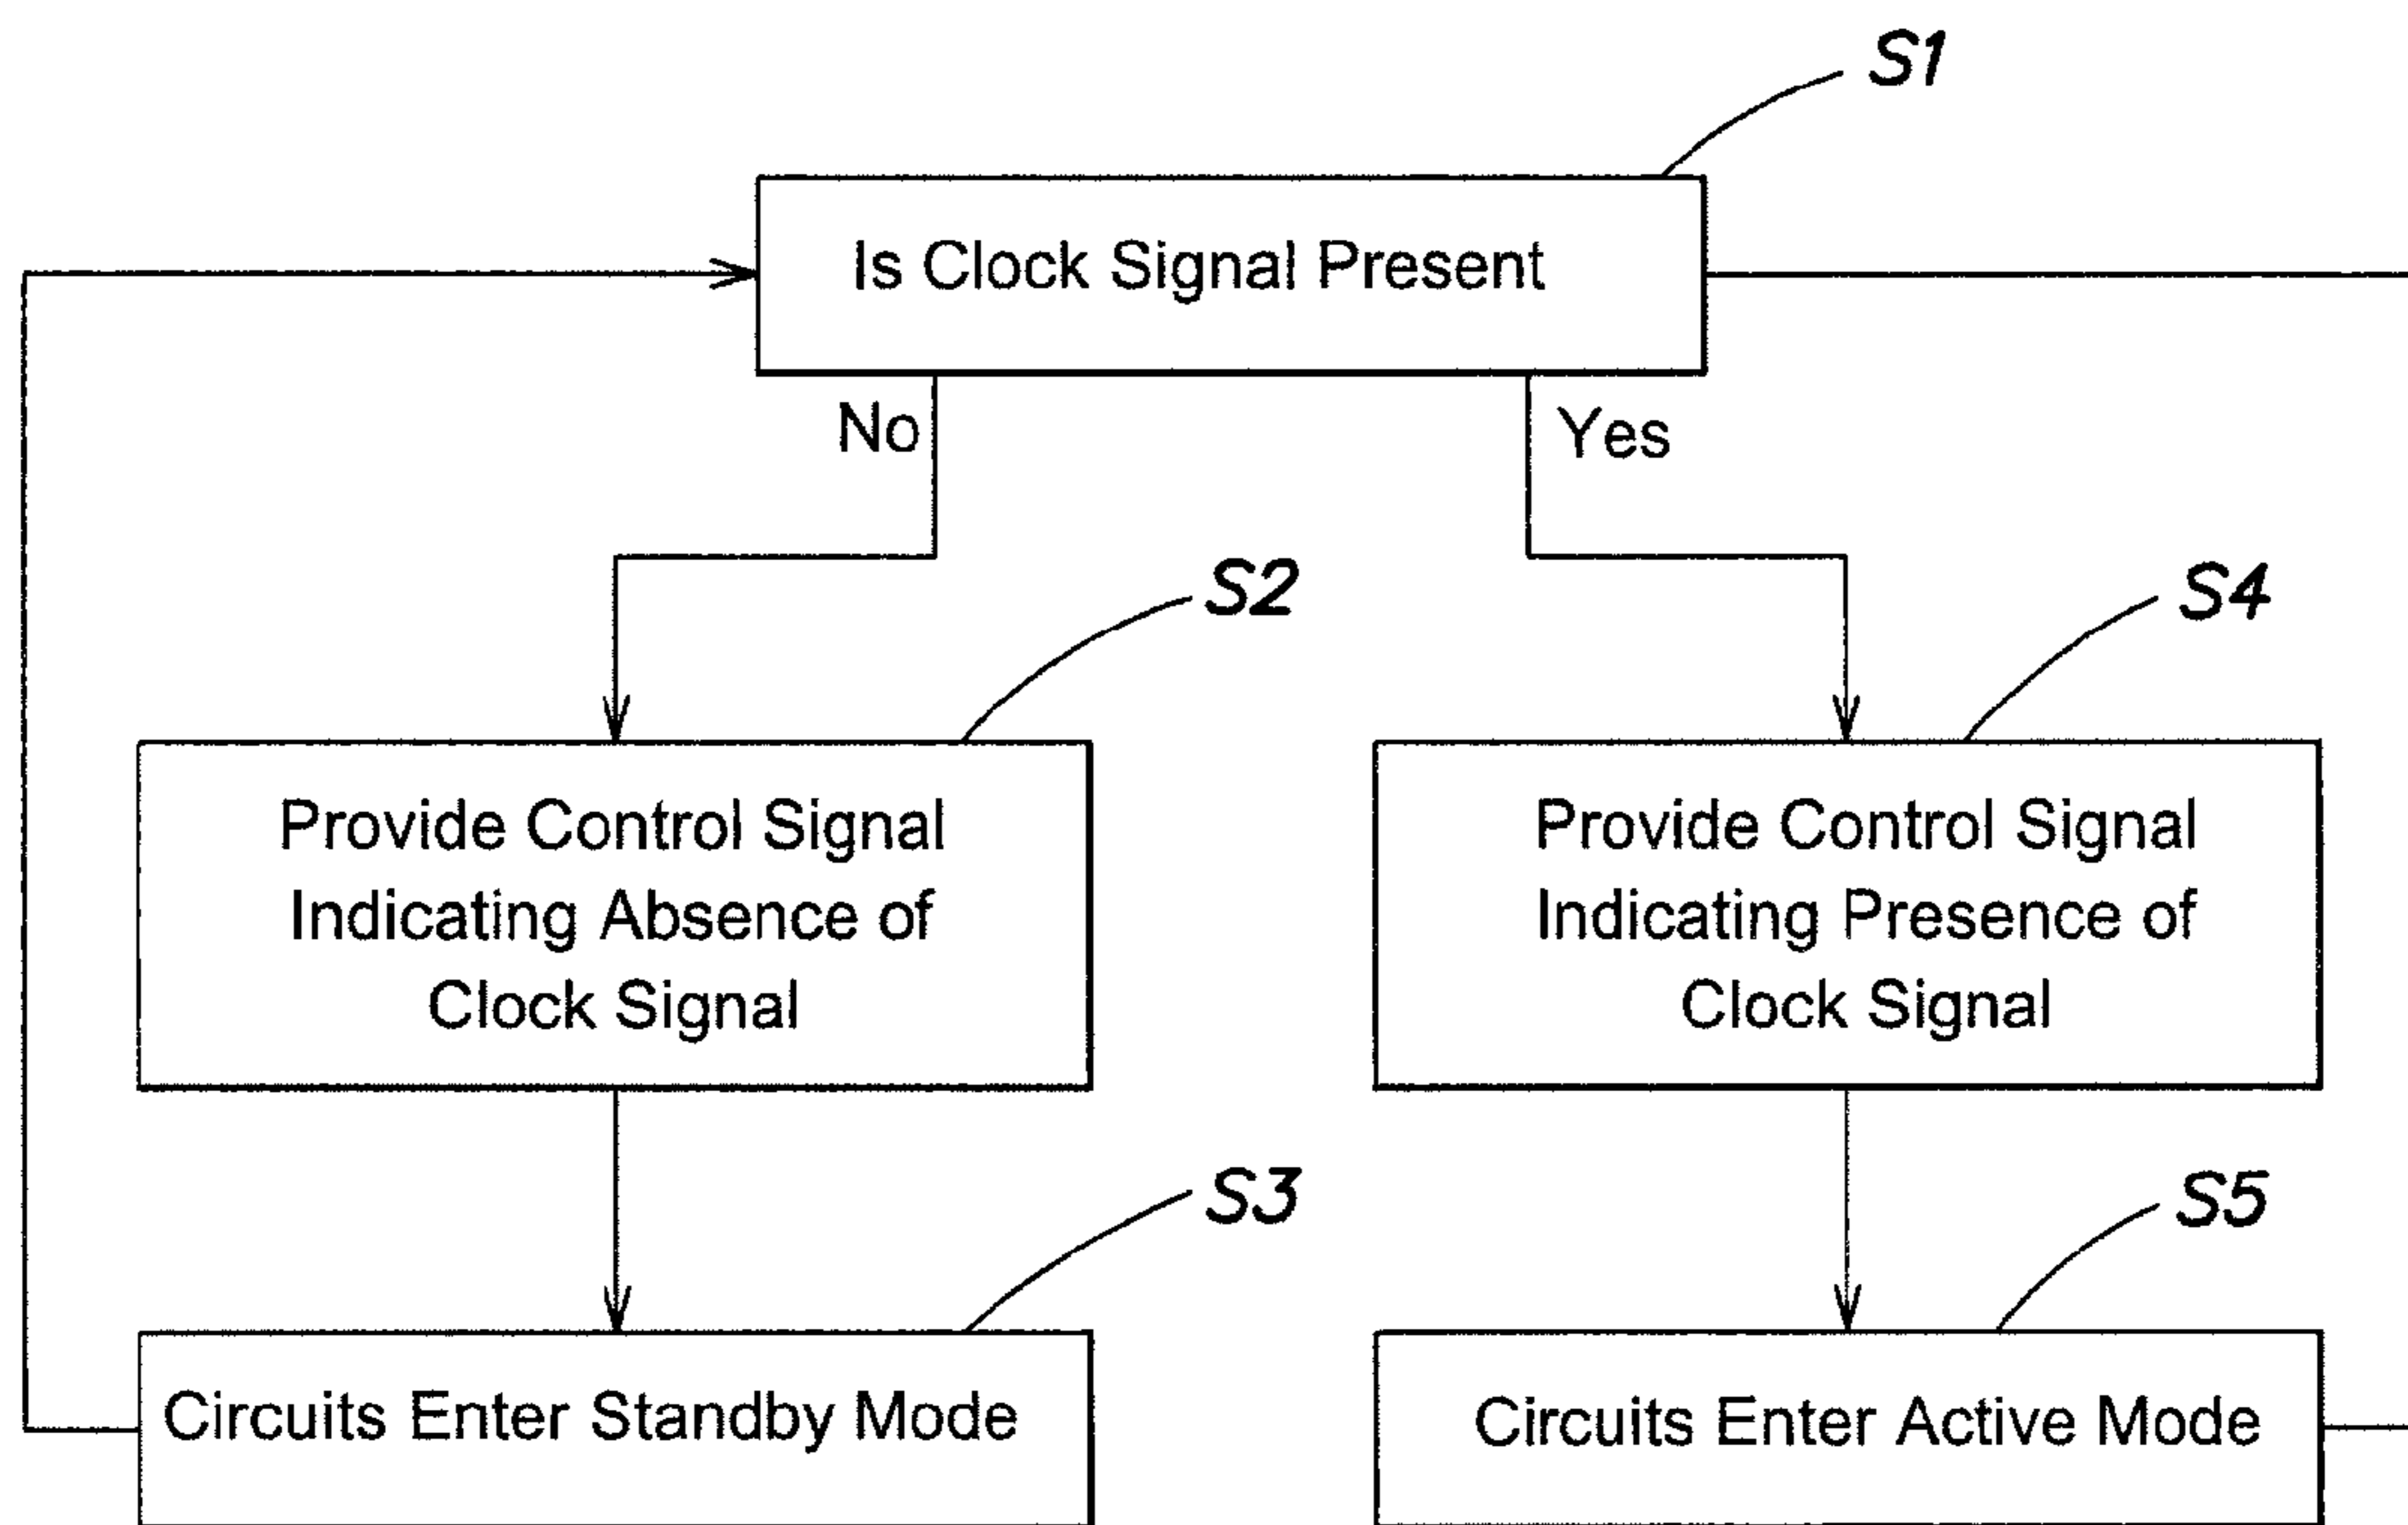 S1
Is Clock Signal Present
No
Yes
S2
S4
Provide Control Signal
Indicating Absence of
Clock Signal
Provide Control Signal
Indicating Presence of
Clock Signal
S3
S5
Circuits Enter Standby Mode
Circuits Enter Active Mode